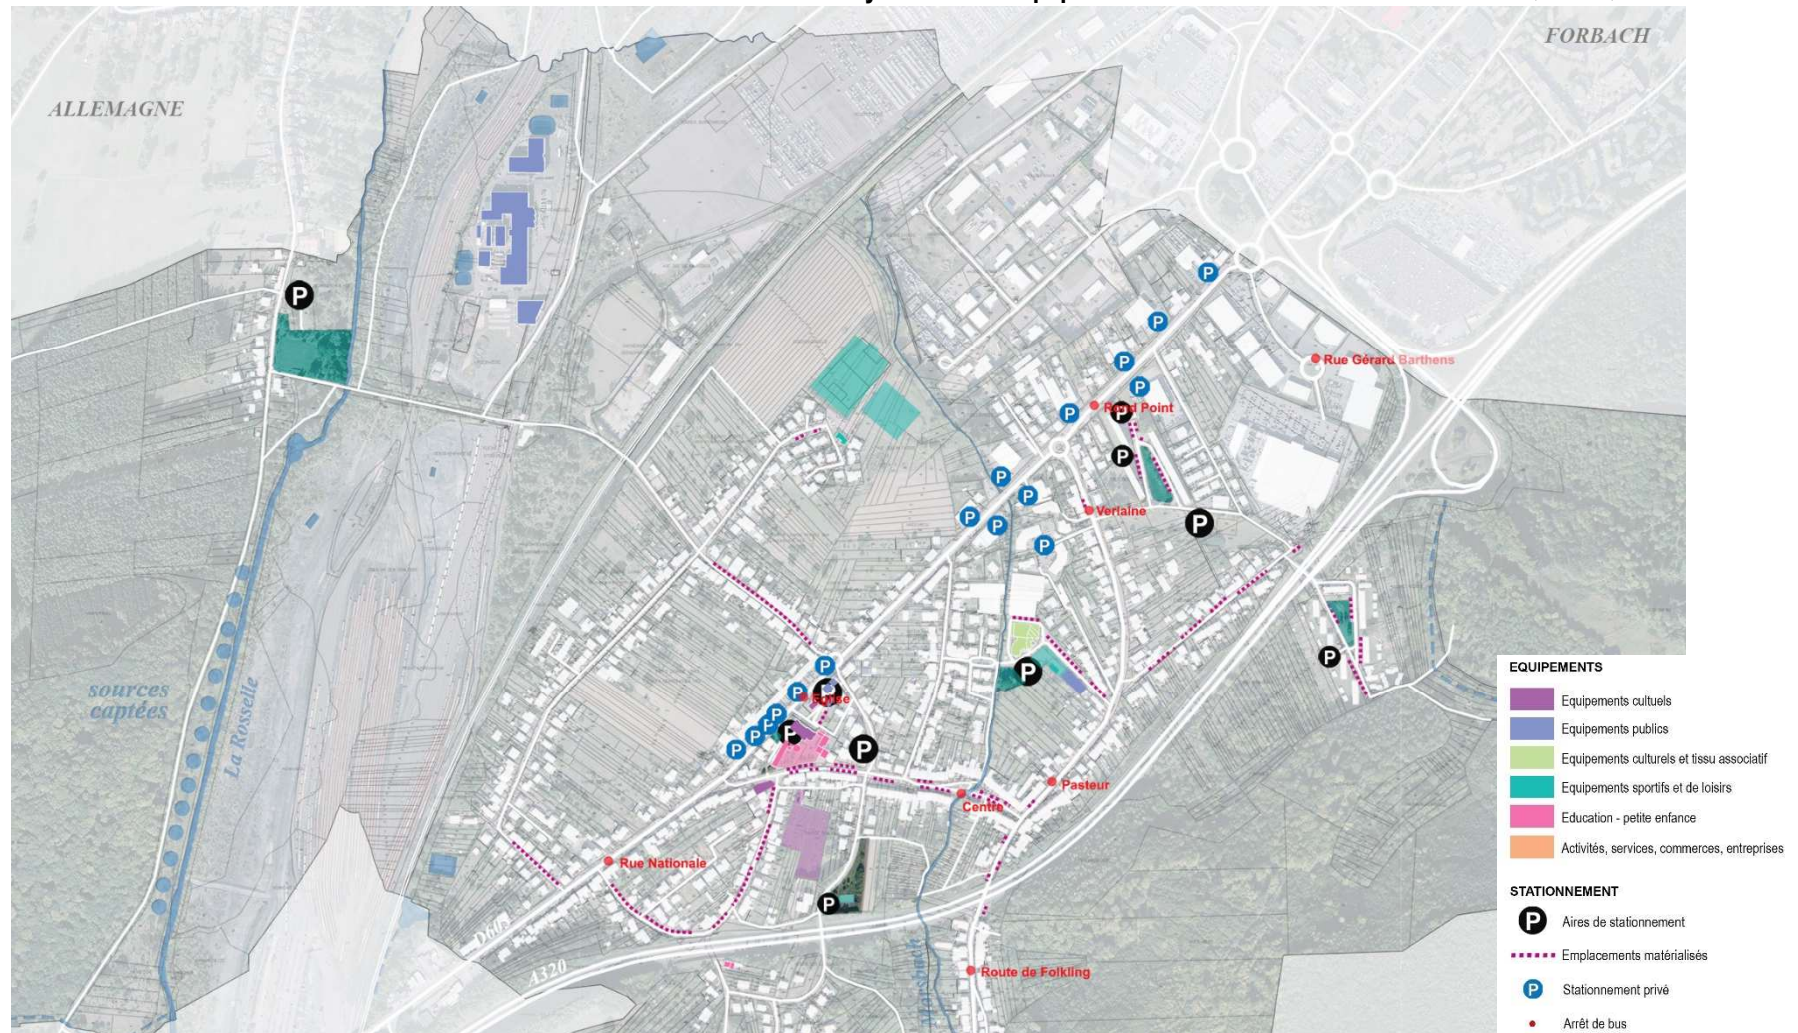 FORBACH
ALLEMAGNE
P
P
P
Rue Gérard Barthens
P
P
P
Rond Point
P
P
P
P
P
Verlaine
P
P
P
P
P
P
P
P
P
Eglise
sources
captées
La Rosselle
P
P
P
P
P
P
Pasteur
Centre
Rue Nationale
P
D603
A320
Route de Folkling
EQUIPEMENTS
Equipements cultuels
Equipements publics
Equipements culturels et tissu associatif
Equipements sportifs et de loisirs
Education - petite enfance
Activités, services, commerces, entreprises
STATIONNEMENT
P Aires de stationnement
Emplacements matérialisés
P Stationnement privé
Arrêt de bus